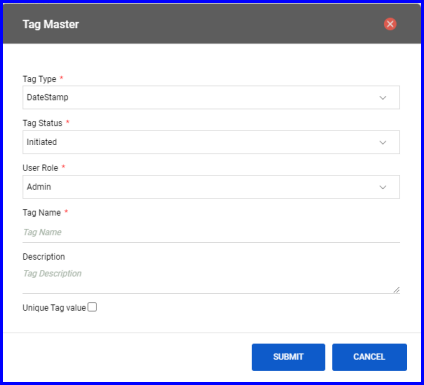 Tag Master
Tag Type *
DateStamp
Tag Status *
Initiated
User Role *
Admin
Tag Name *
Tag Name
Description
Tag Description
Unique Tag value
SUBMIT CANCEL